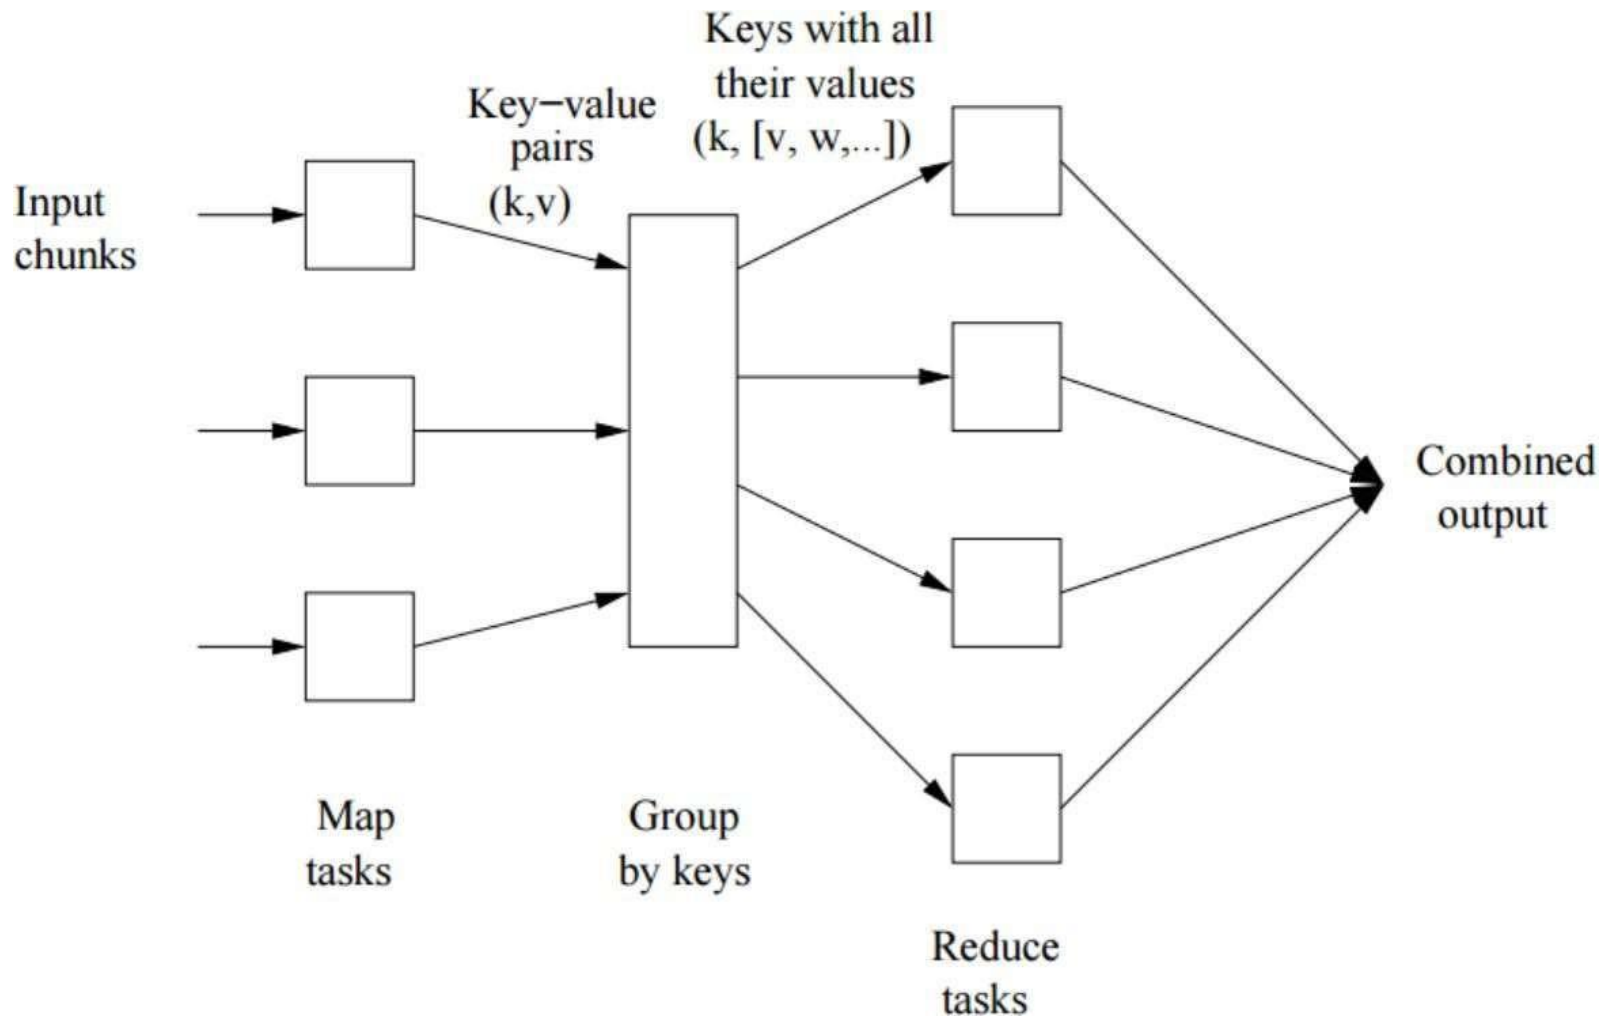 Keys with all
their values
(k, [v, w,...])
Key−value
pairs
(k,v)
Input
chunks
Combined
output
Map
tasks
Group
by keys
Reduce
tasks